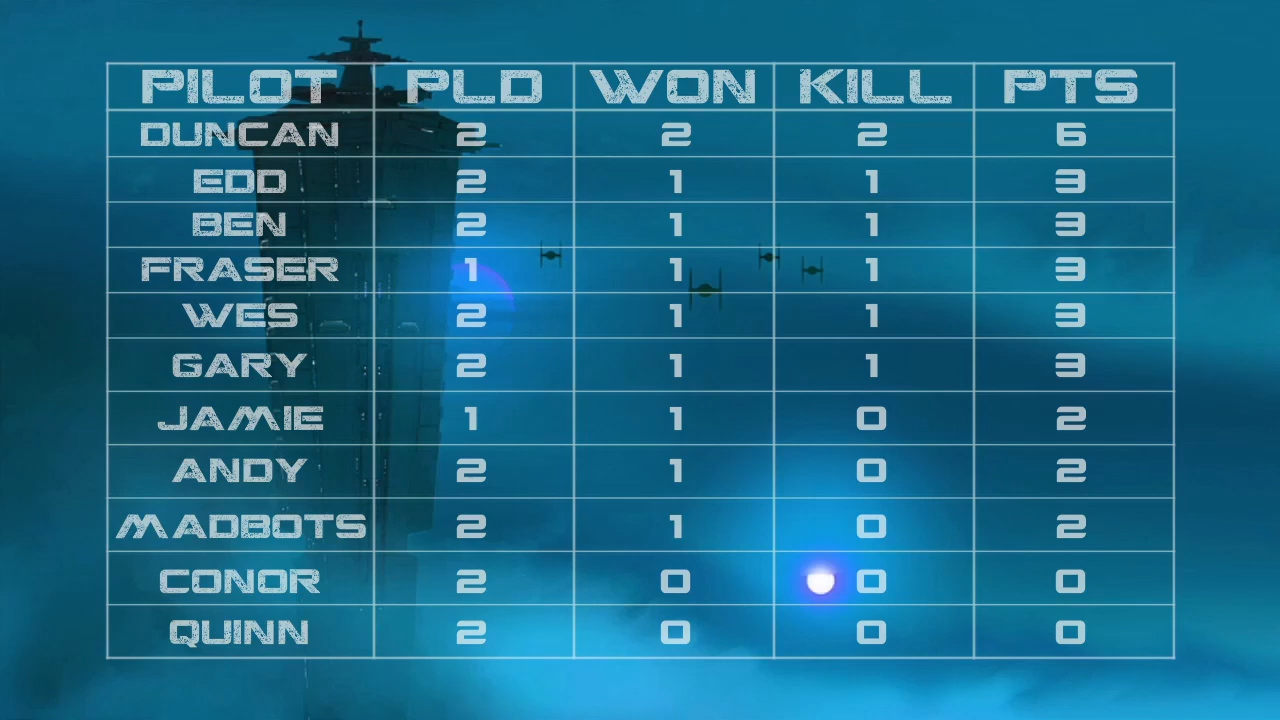 PILOT PLD WON KILL PTS
DUNCAN 2 2 2 6
EDD 2 1 1 3
BEN 2 1 1 3
FRASER 1 1 1 3
WES 2 1 1 3
GARY 2 1 1 3
JAMIE 1 1 0 2
ANDY 2 1 0 2
MADBOTS 2 1 0 2
CONOR 2 0 0 0
QUINN 2 0 0 0